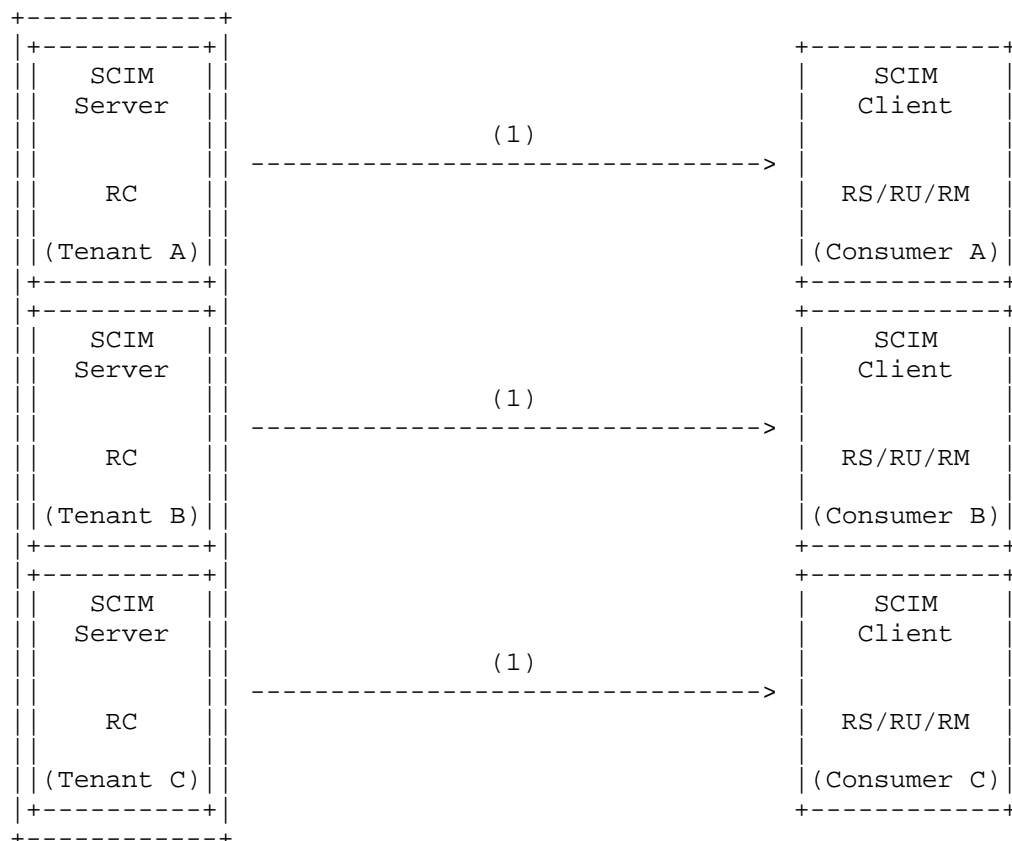 SCIM
Server
SCIM
Client
(1)
RC
RS/RU/RM
(Tenant A)
(Consumer A)
SCIM
Server
SCIM
Client
(1)
RC
RS/RU/RM
(Tenant B)
(Consumer B)
SCIM
Server
SCIM
Client
(1)
RC
RS/RU/RM
(Tenant C)
(Consumer C)